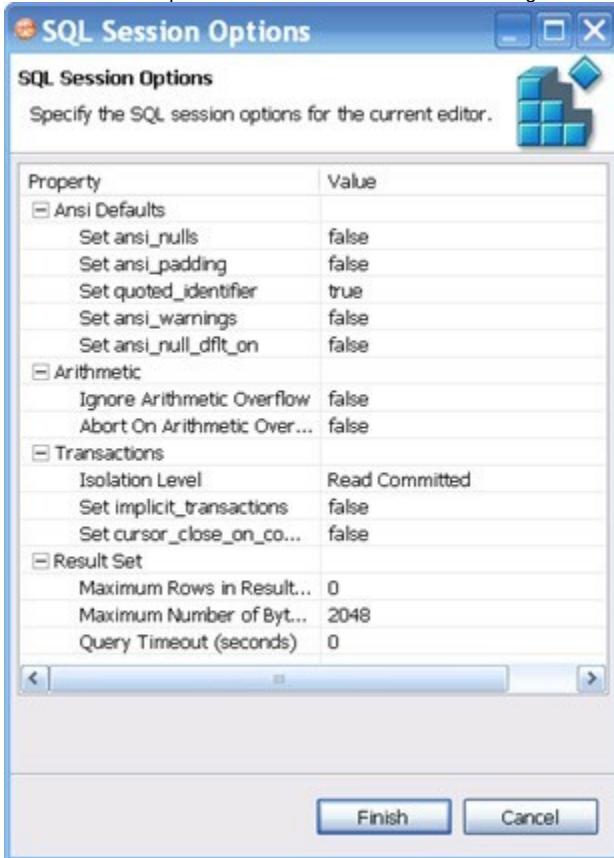 SQL Session Options
SQL Session Options
Specify the SQL session options for the current editor.
Property Value
Ansi Defaults
Set ansi_nulls false
Set ansi_padding false
Set quoted_identifier true
Set ansi_warnings false
Set ansi_null_dflt_on false
Arithmetic
Ignore Arithmetic Overflow false
Abort On Arithmetic Over... false
Transactions
Isolation Level Read Committed
Set implicit_transactions false
Set cursor_close_on_co... false
Result Set
Maximum Rows in Result... 0
Maximum Number of Byt... 2048
Query Timeout (seconds) 0
Finish Cancel